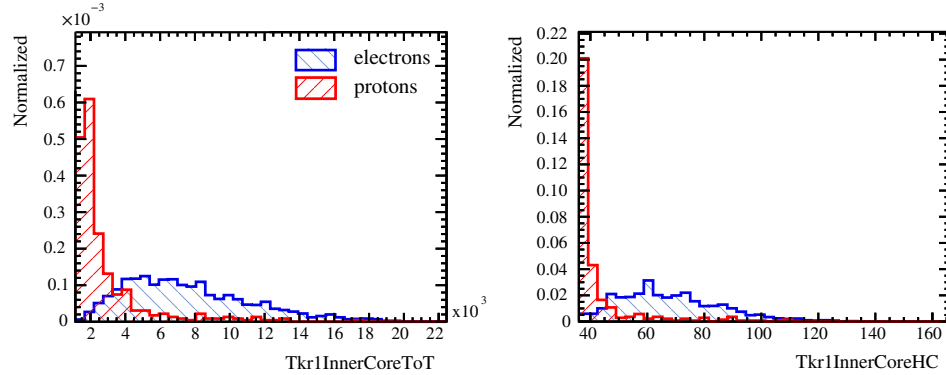 ×10⁻³
Normalized
0.7
0.6
0.5
0.4
0.3
0.2
0.1
0
electrons
protons
2 4 6 8 10 12 14 16 18 20 22
x10³
Tkr1InnerCoreToT
Normalized
0.22
0.20
0.18
0.16
0.14
0.12
0.10
0.08
0.06
0.04
0.02
0
40 60 80 100 120 140 160
Tkr1InnerCoreHC